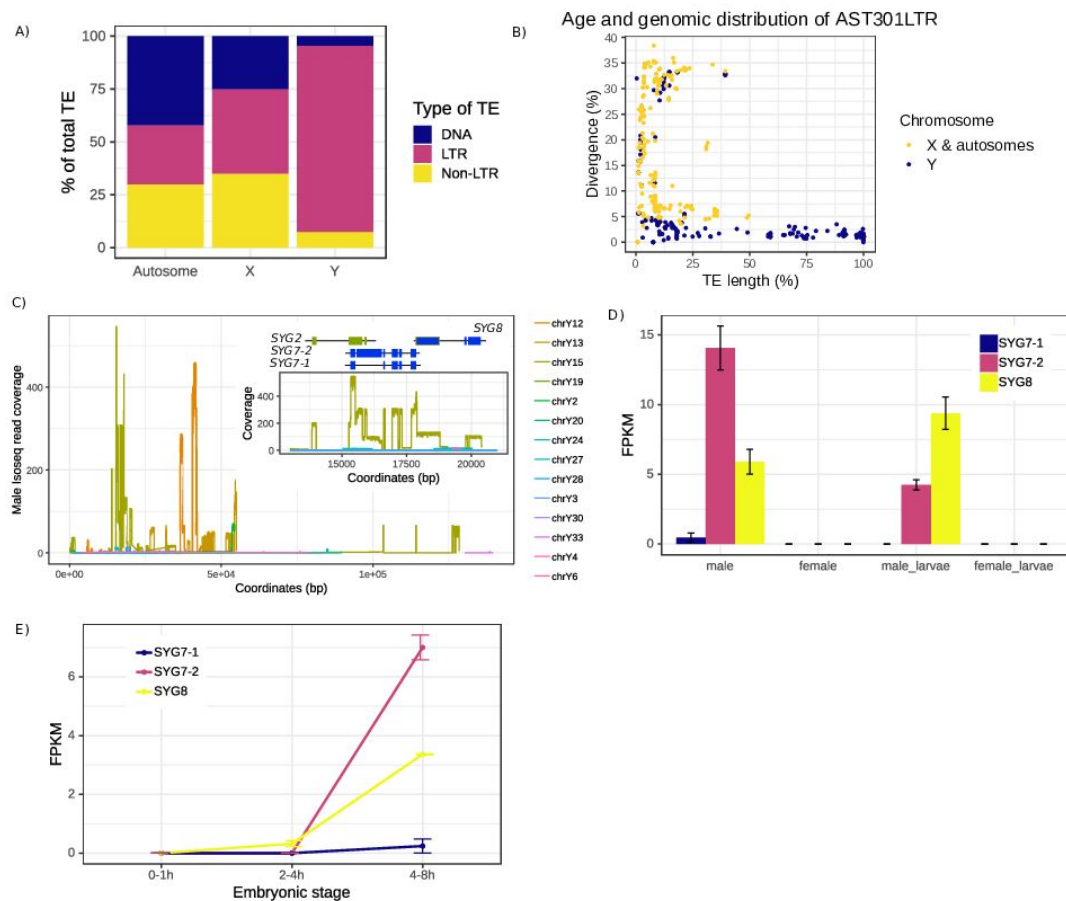 A)
% of total TE
100
75
50
25
0
Autosome X Y
Type of TE
DNA
LTR
Non-LTR
B)
Age and genomic distribution of AST301LTR
Divergence (%)
40
35
30
25
20
15
10
5
0
0 25 50 75 100
TE length (%)
Chromosome
X & autosomes
Y
C)
Male Isoseq read coverage
400
200
0
0e+00 5e+04 1e+05
Coordinates (bp)
SYG2
SYG8
SYG7-2
SYG7-1
Coverage
400
200
0
15000 17500 20000
Coordinates (bp)
chrY12
chrY13
chrY15
chrY19
chrY2
chrY20
chrY24
chrY27
chrY28
chrY3
chrY30
chrY33
chrY4
chrY6
D)
FPKM
15
10
5
0
male female male_larvae female_larvae
SYG7-1
SYG7-2
SYG8
E)
FPKM
6
4
2
0
0-1h 2-4h 4-8h
Embryonic stage
SYG7-1
SYG7-2
SYG8